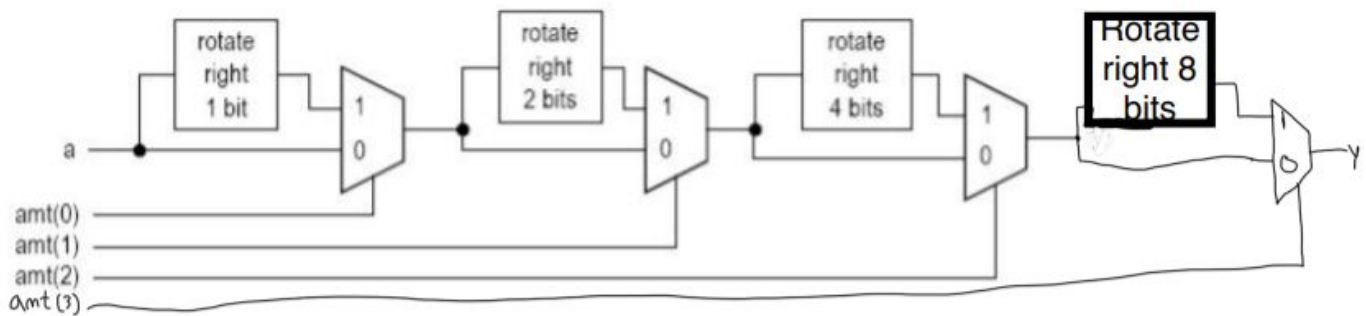 rotate
right
1 bit
1
0
rotate
right
2 bits
1
0
rotate
right
4 bits
1
0
Rotate
right 8
bits
1
0
y
a
amt(0)
amt(1)
amt(2)
amt(3)